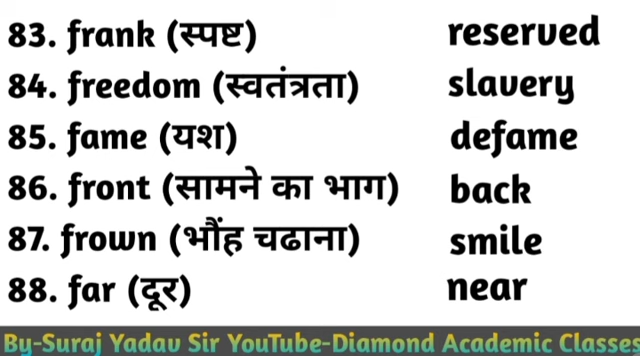 83. frank (स्पष्ट) reserved
84. freedom (स्वतंत्रता) slavery
85. fame (यश) defame
86. front (सामने का भाग) back
87. frown (भौंह चढाना) smile
88. far (दूर) near
By-Suraj Yadav Sir YouTube-Diamond Academic Classes